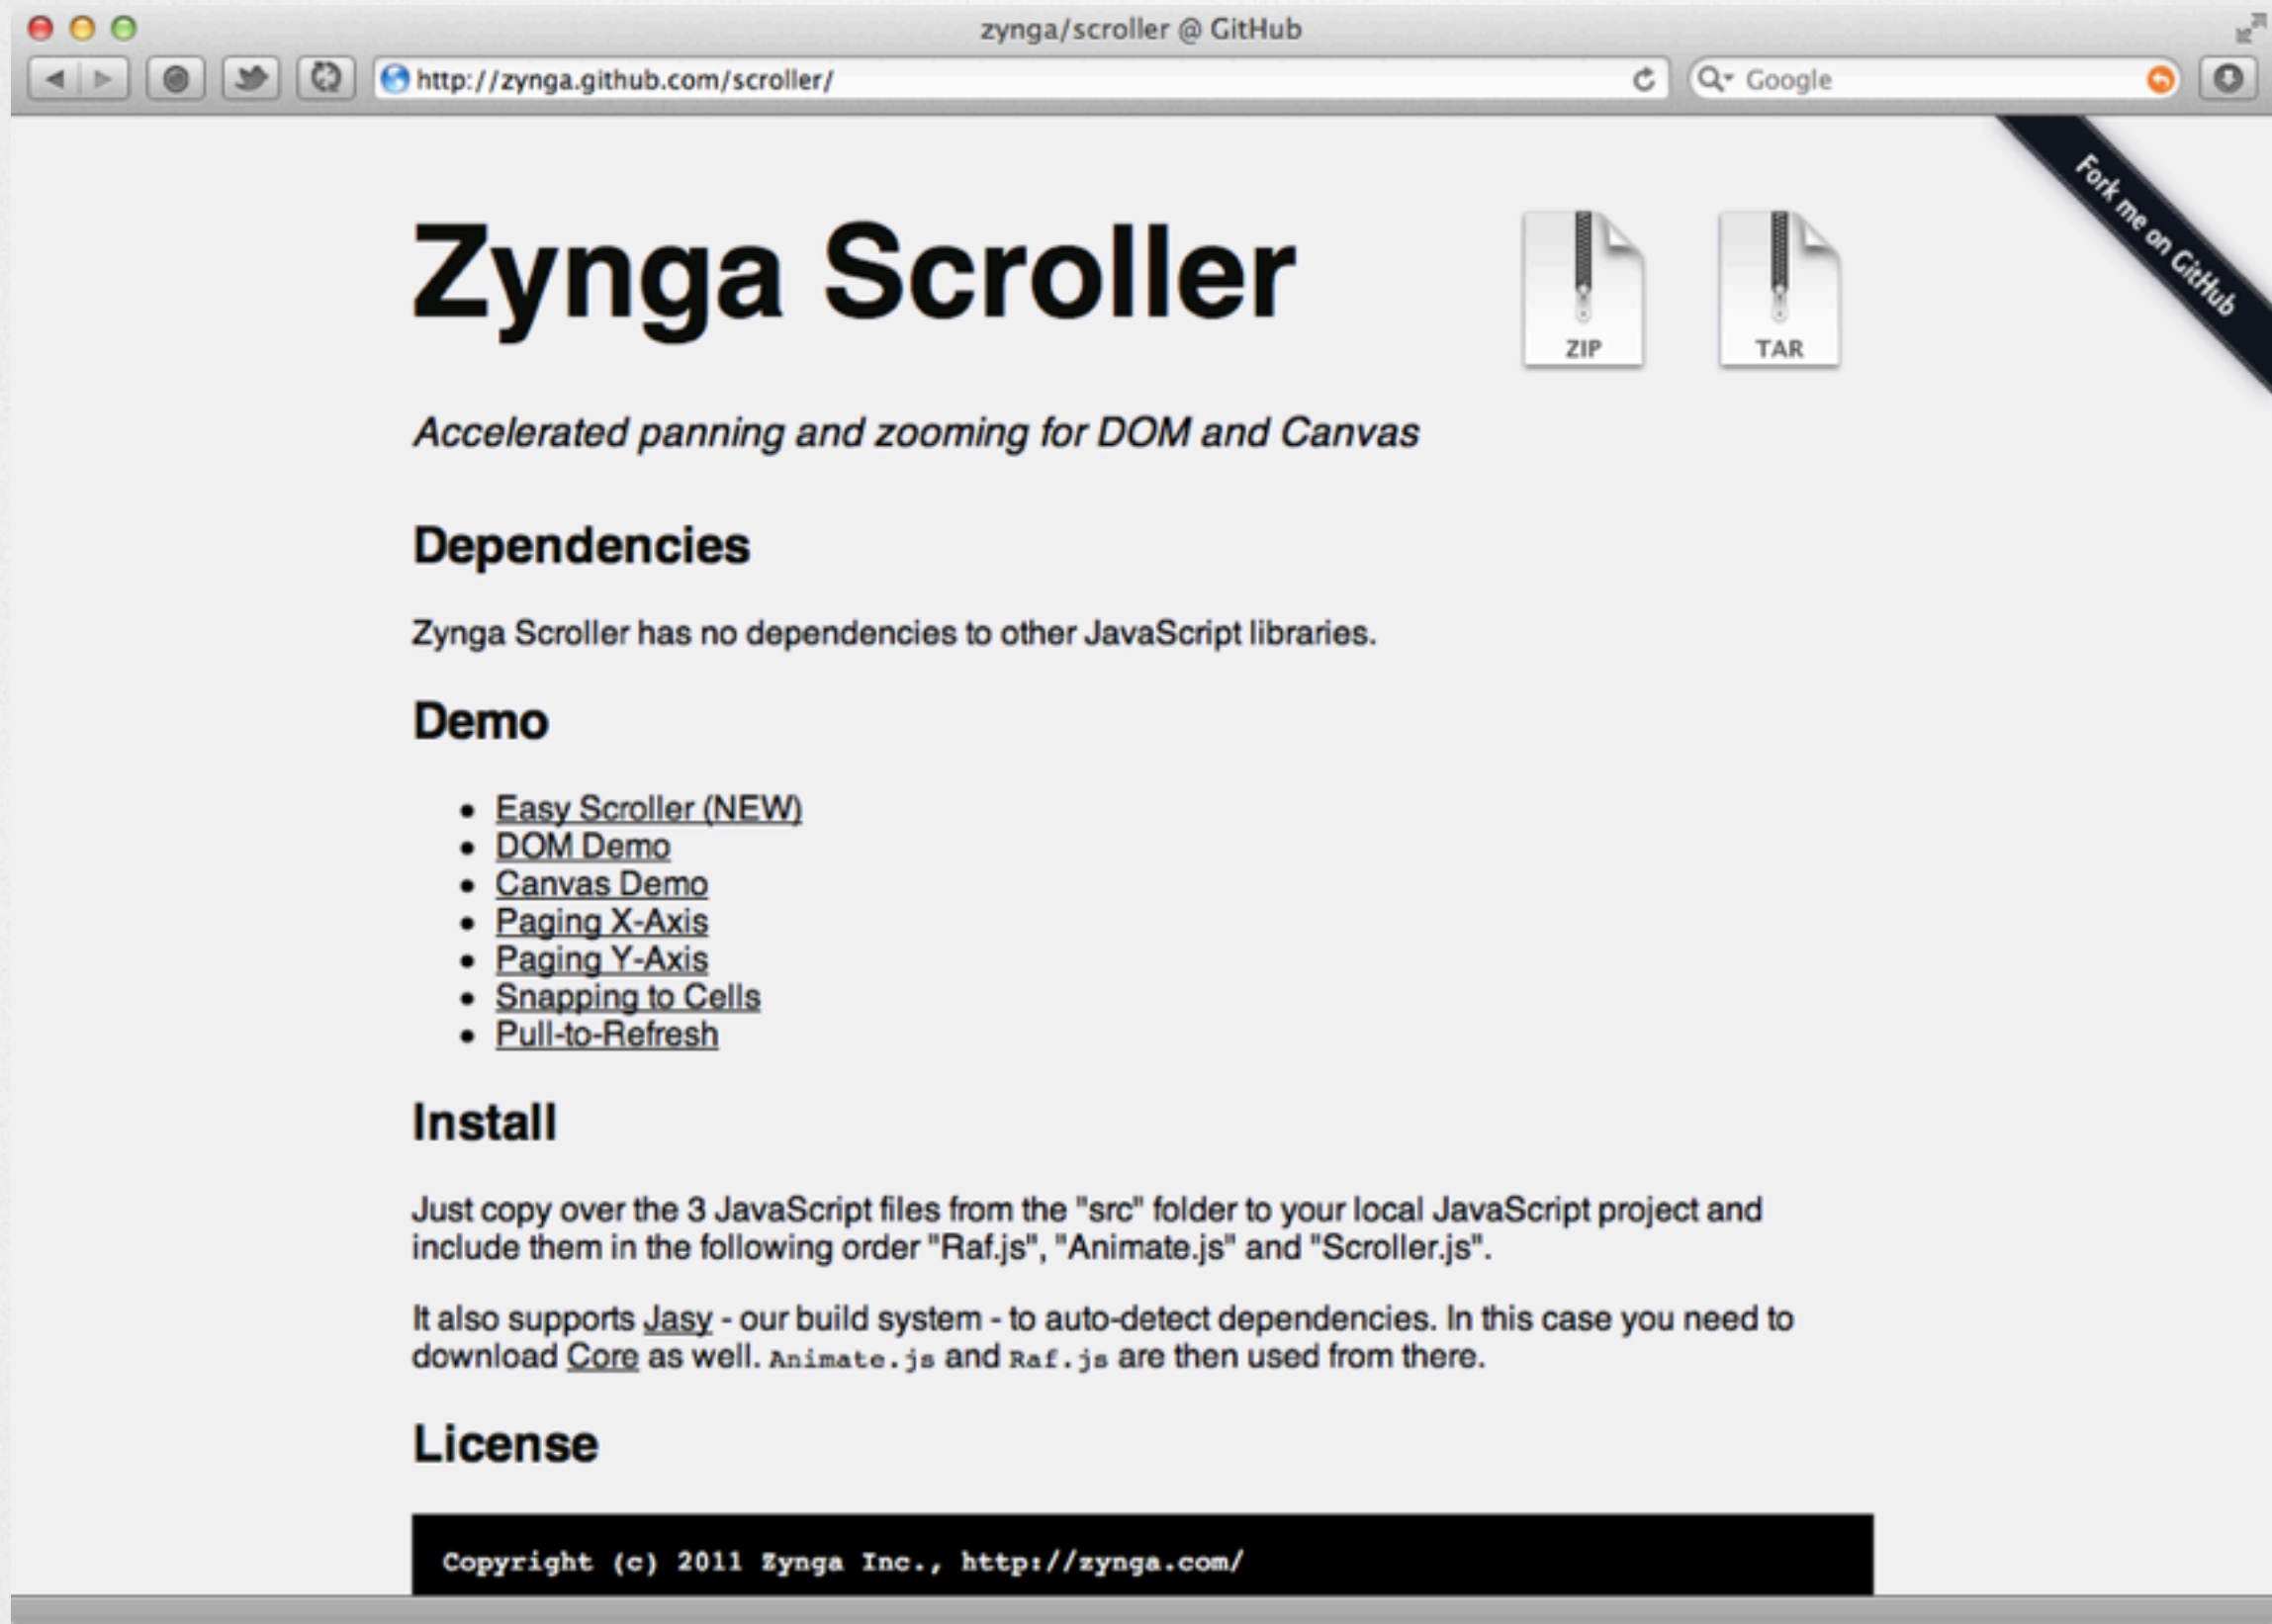 zynga/scroller @ GitHub
http://zynga.github.com/scroller/
Google
Fork me on GitHub
Zynga Scroller
ZIP
TAR
Accelerated panning and zooming for DOM and Canvas
Dependencies
Zynga Scroller has no dependencies to other JavaScript libraries.
Demo
• Easy Scroller (NEW)
• DOM Demo
• Canvas Demo
• Paging X-Axis
• Paging Y-Axis
• Snapping to Cells
• Pull-to-Refresh
Install
Just copy over the 3 JavaScript files from the "src" folder to your local JavaScript project and
include them in the following order "Raf.js", "Animate.js" and "Scroller.js".
It also supports Jasy - our build system - to auto-detect dependencies. In this case you need to
download Core as well. Animate.js and Raf.js are then used from there.
License
Copyright (c) 2011 Zynga Inc., http://zynga.com/